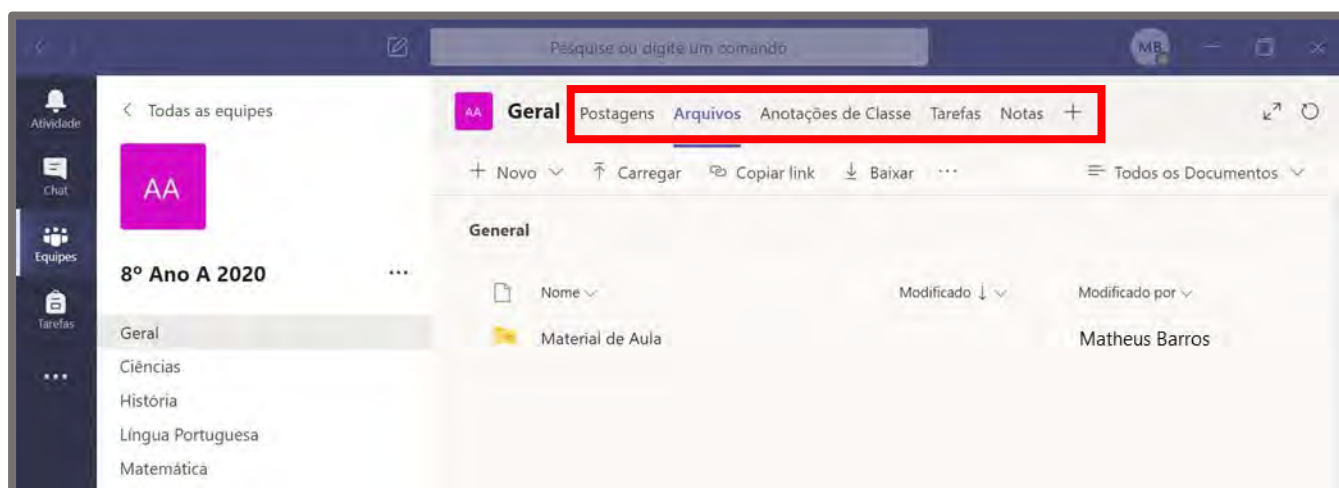 Pesquise ou digite um comando
MB
Atividade
Chat
Equipes
Tarefas
Todas as equipes
AA
8º Ano A 2020
Geral
Ciências
História
Língua Portuguesa
Matemática
AA Geral Postagens Arquivos Anotações de Classe Tarefas Notas
Novo Carregar Copiar link Baixar Todos os Documentos
General
Nome Modificado Modificado por
Material de Aula Matheus Barros